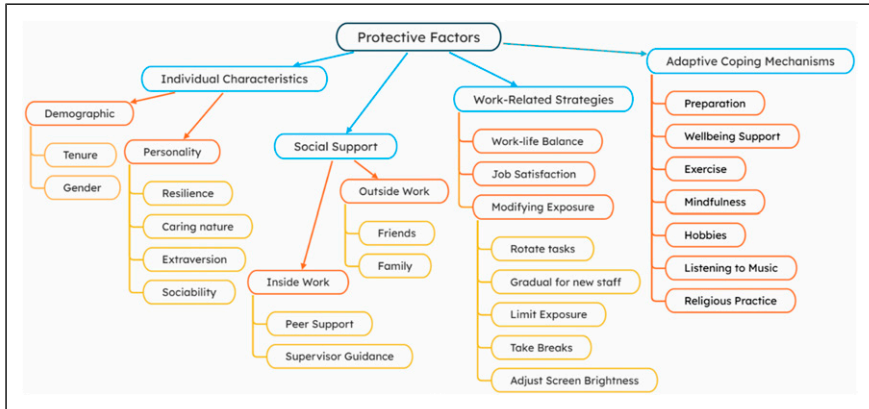 Protective Factors
Individual Characteristics
Demographic
Tenure
Gender
Personality
Resilience
Caring nature
Extraversion
Sociability
Social Support
Outside Work
Friends
Family
Inside Work
Peer Support
Supervisor Guidance
Work-Related Strategies
Work-life Balance
Job Satisfaction
Modifying Exposure
Rotate tasks
Gradual for new staff
Limit Exposure
Take Breaks
Adjust Screen Brightness
Adaptive Coping Mechanisms
Preparation
Wellbeing Support
Exercise
Mindfulness
Hobbies
Listening to Music
Religious Practice